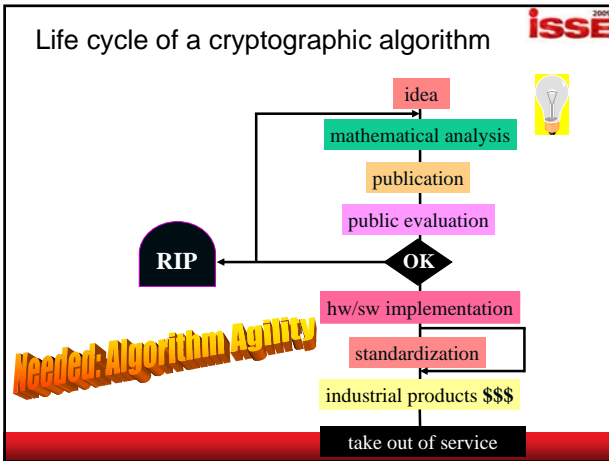 Life cycle of a cryptographic algorithm
isse 2009
idea
mathematical analysis
publication
public evaluation
RIP
OK
hw/sw implementation
Needed: Algorithm Agility
standardization
industrial products $$$
take out of service